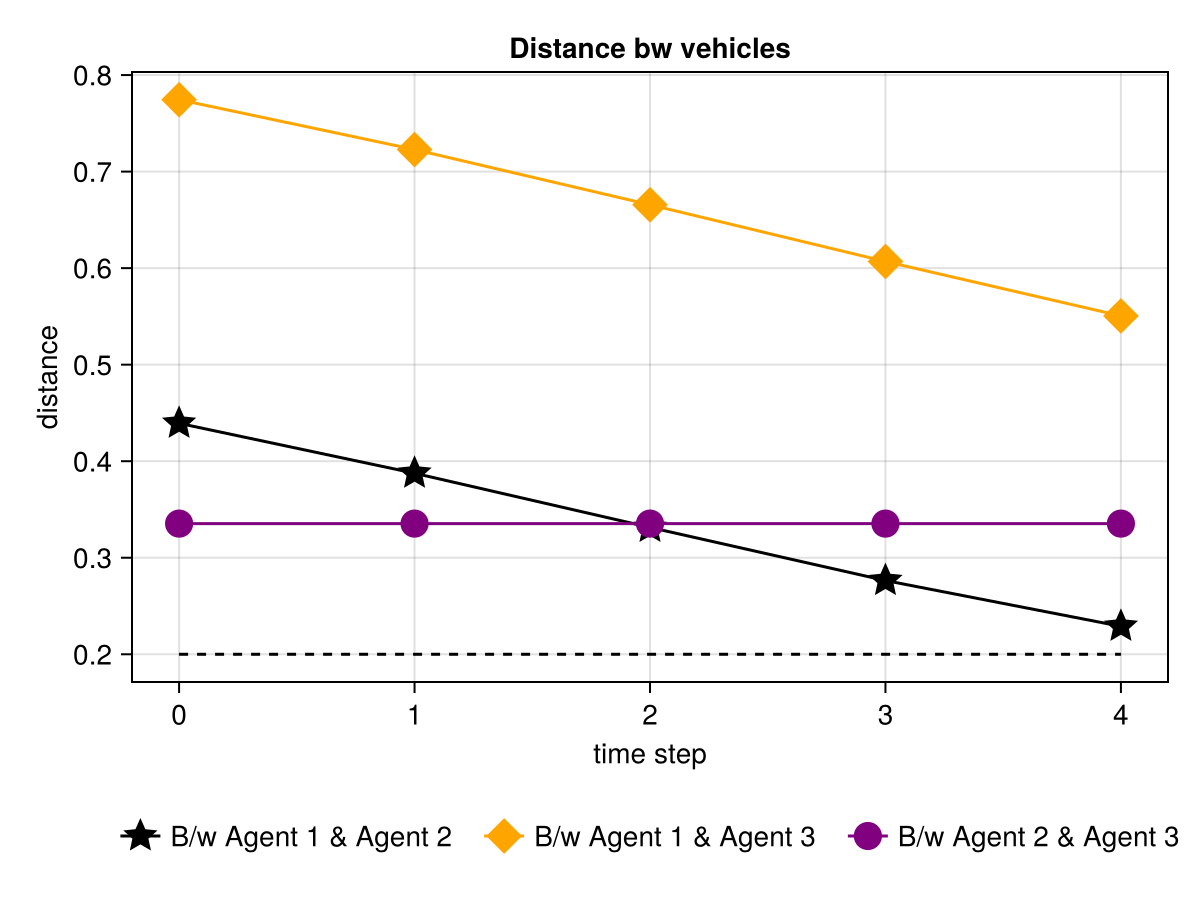 Distance bw vehicles
0.8
0.7
0.6
0.5
0.4
0.3
0.2
distance
0 1 2 3 4
time step
B/w Agent 1 & Agent 2 B/w Agent 1 & Agent 3 B/w Agent 2 & Agent 3